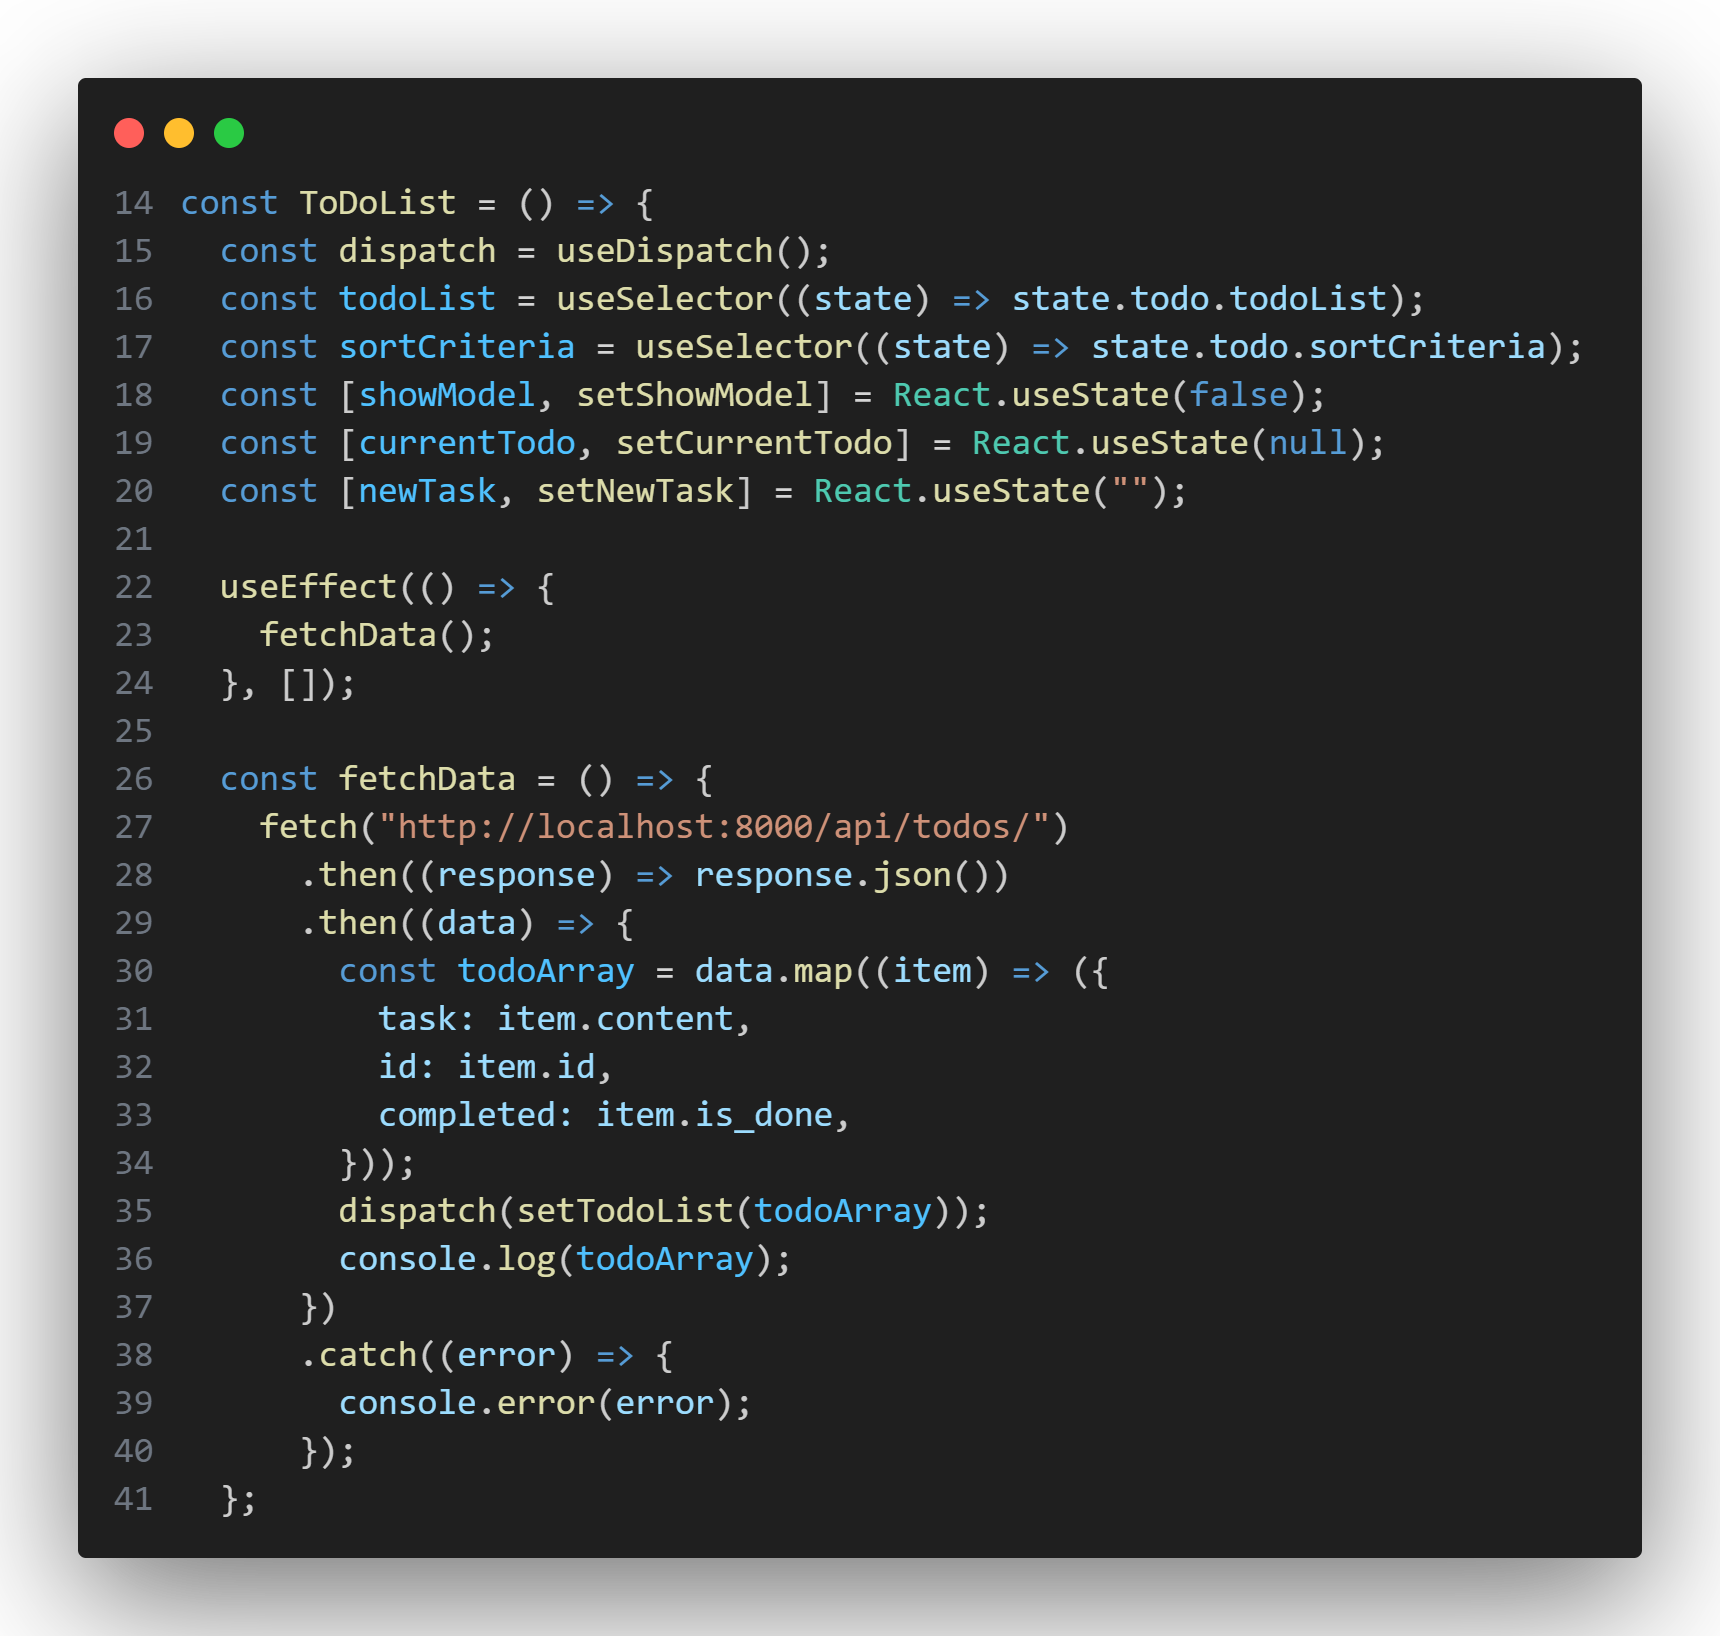 14 const ToDoList = () => {
15   const dispatch = useDispatch();
16   const todoList = useSelector((state) => state.todo.todoList);
17   const sortCriteria = useSelector((state) => state.todo.sortCriteria);
18   const [showModel, setShowModel] = React.useState(false);
19   const [currentTodo, setCurrentTodo] = React.useState(null);
20   const [newTask, setNewTask] = React.useState("");
21
22   useEffect(() => {
23     fetchData();
24   }, []);
25
26   const fetchData = () => {
27     fetch("http://localhost:8000/api/todos/")
28       .then((response) => response.json())
29       .then((data) => {
30         const todoArray = data.map((item) => ({
31           task: item.content,
32           id: item.id,
33           completed: item.is_done,
34         }));
35         dispatch(setTodoList(todoArray));
36         console.log(todoArray);
37       })
38       .catch((error) => {
39         console.error(error);
40       });
41   };